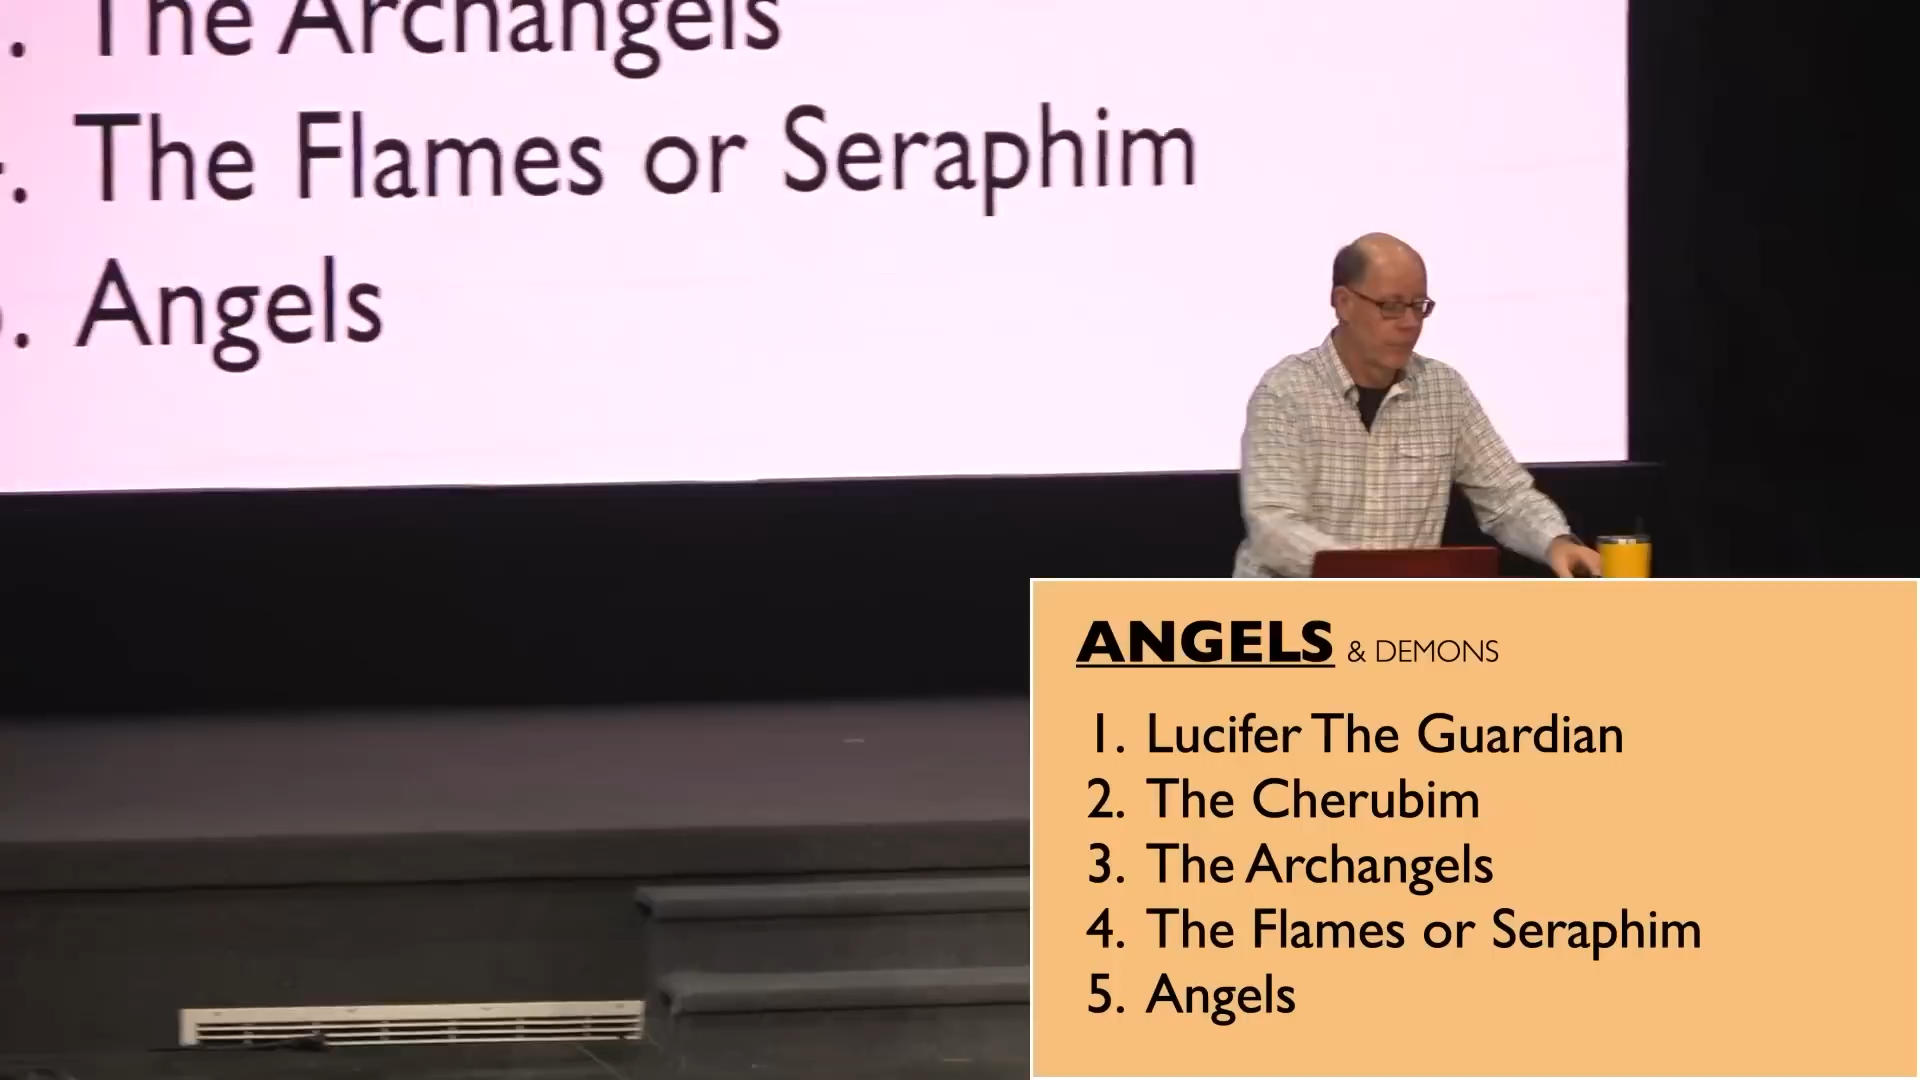 . The Archangels
. The Flames or Seraphim
. Angels
ANGELS & DEMONS
1. Lucifer The Guardian
2. The Cherubim
3. The Archangels
4. The Flames or Seraphim
5. Angels